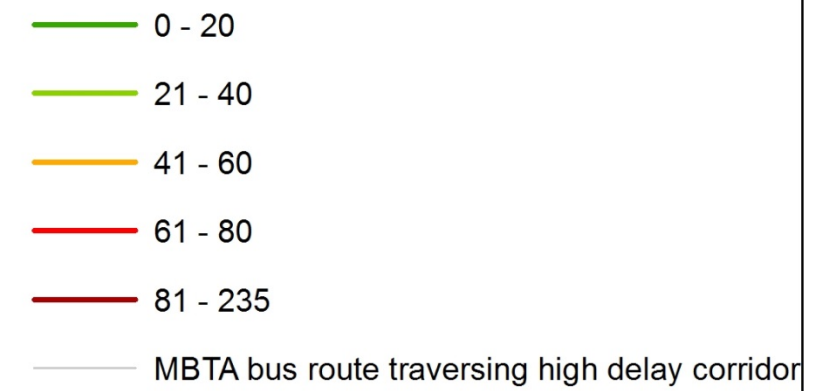 0 - 20
21 - 40
41 - 60
61 - 80
81 - 235
MBTA bus route traversing high delay corridor